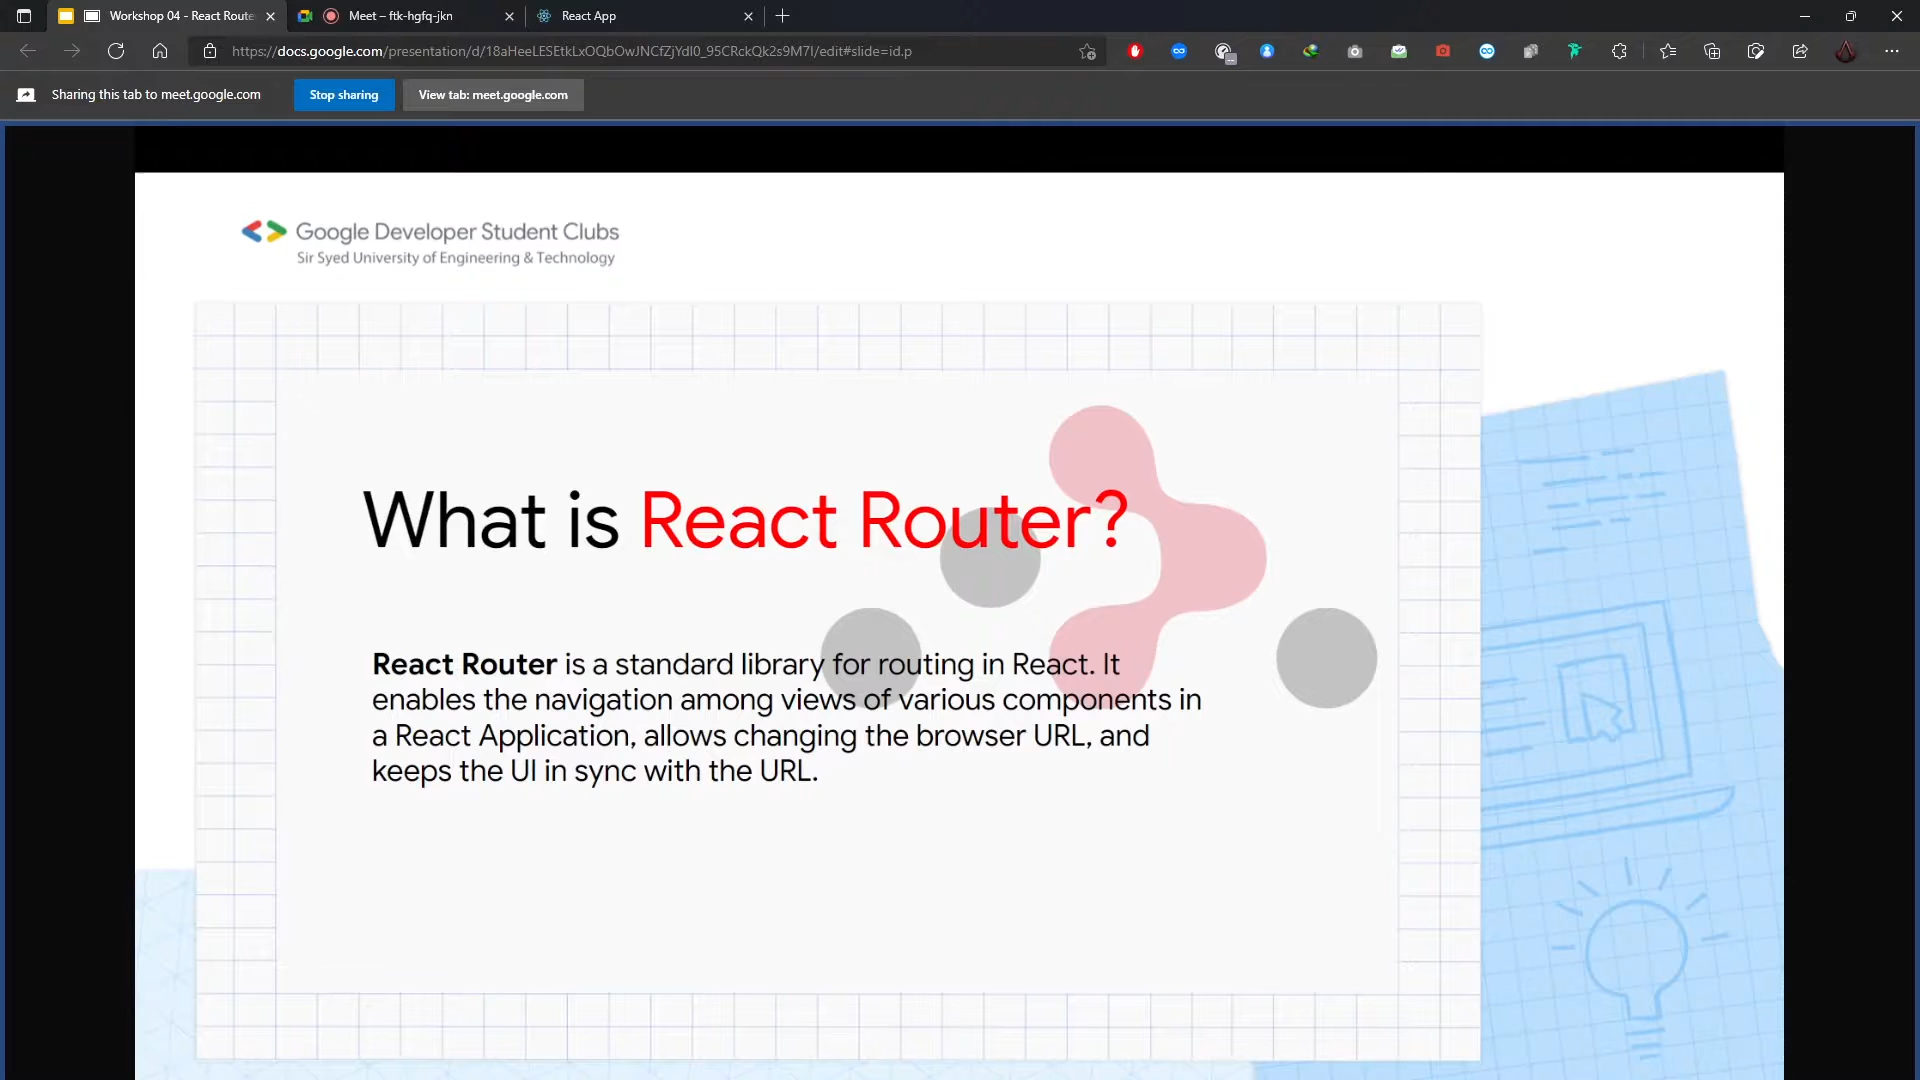 Workshop 04 - React Route
Meet – ftk-hgfq-jkn
React App
https://docs.google.com/presentation/d/18aHeeLESEtkLxOQbOwJNCfZjYdl0_95CRckQk2s9M7I/edit#slide=id.p
Sharing this tab to meet.google.com
Stop sharing
View tab: meet.google.com
Google Developer Student Clubs
Sir Syed University of Engineering & Technology
What is React Router?
React Router is a standard library for routing in React. It
enables the navigation among views of various components in
a React Application, allows changing the browser URL, and
keeps the UI in sync with the URL.